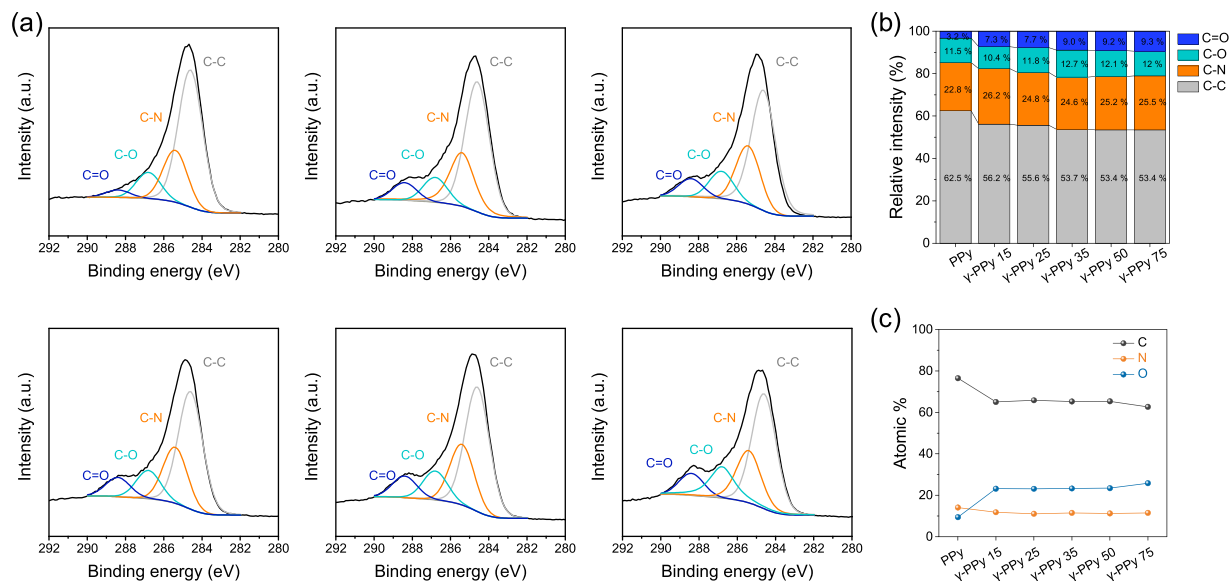 (a)
Intensity (a.u.)
C-C
C-N
C-O
C=O
292 290 288 286 284 282 280
Binding energy (eV)
Intensity (a.u.)
C-C
C-N
C-O
C=O
292 290 288 286 284 282 280
Binding energy (eV)
Intensity (a.u.)
C-C
C-N
C-O
C=O
292 290 288 286 284 282 280
Binding energy (eV)
Intensity (a.u.)
C-C
C-N
C-O
C=O
292 290 288 286 284 282 280
Binding energy (eV)
Intensity (a.u.)
C-C
C-N
C-O
C=O
292 290 288 286 284 282 280
Binding energy (eV)
Intensity (a.u.)
C-C
C-N
C-O
C=O
292 290 288 286 284 282 280
Binding energy (eV)
(b)
Relative intensity (%)
100
80
60
40
20
0
3.2 % 7.3 % 7.7 % 9.0 % 9.2 % 9.3 %
11.5 % 10.4 % 11.8 % 12.7 % 12.1 % 12 %
22.8 % 26.2 % 24.8 % 24.6 % 25.2 % 25.5 %
62.5 % 56.2 % 55.6 % 53.7 % 53.4 % 53.4 %
PPy γ-PPy 15 γ-PPy 25 γ-PPy 35 γ-PPy 50 γ-PPy 75
C=O
C-O
C-N
C-C
(c)
Atomic %
100
80
60
40
20
0
C
N
O
PPy γ-PPy 15 γ-PPy 25 γ-PPy 35 γ-PPy 50 γ-PPy 75